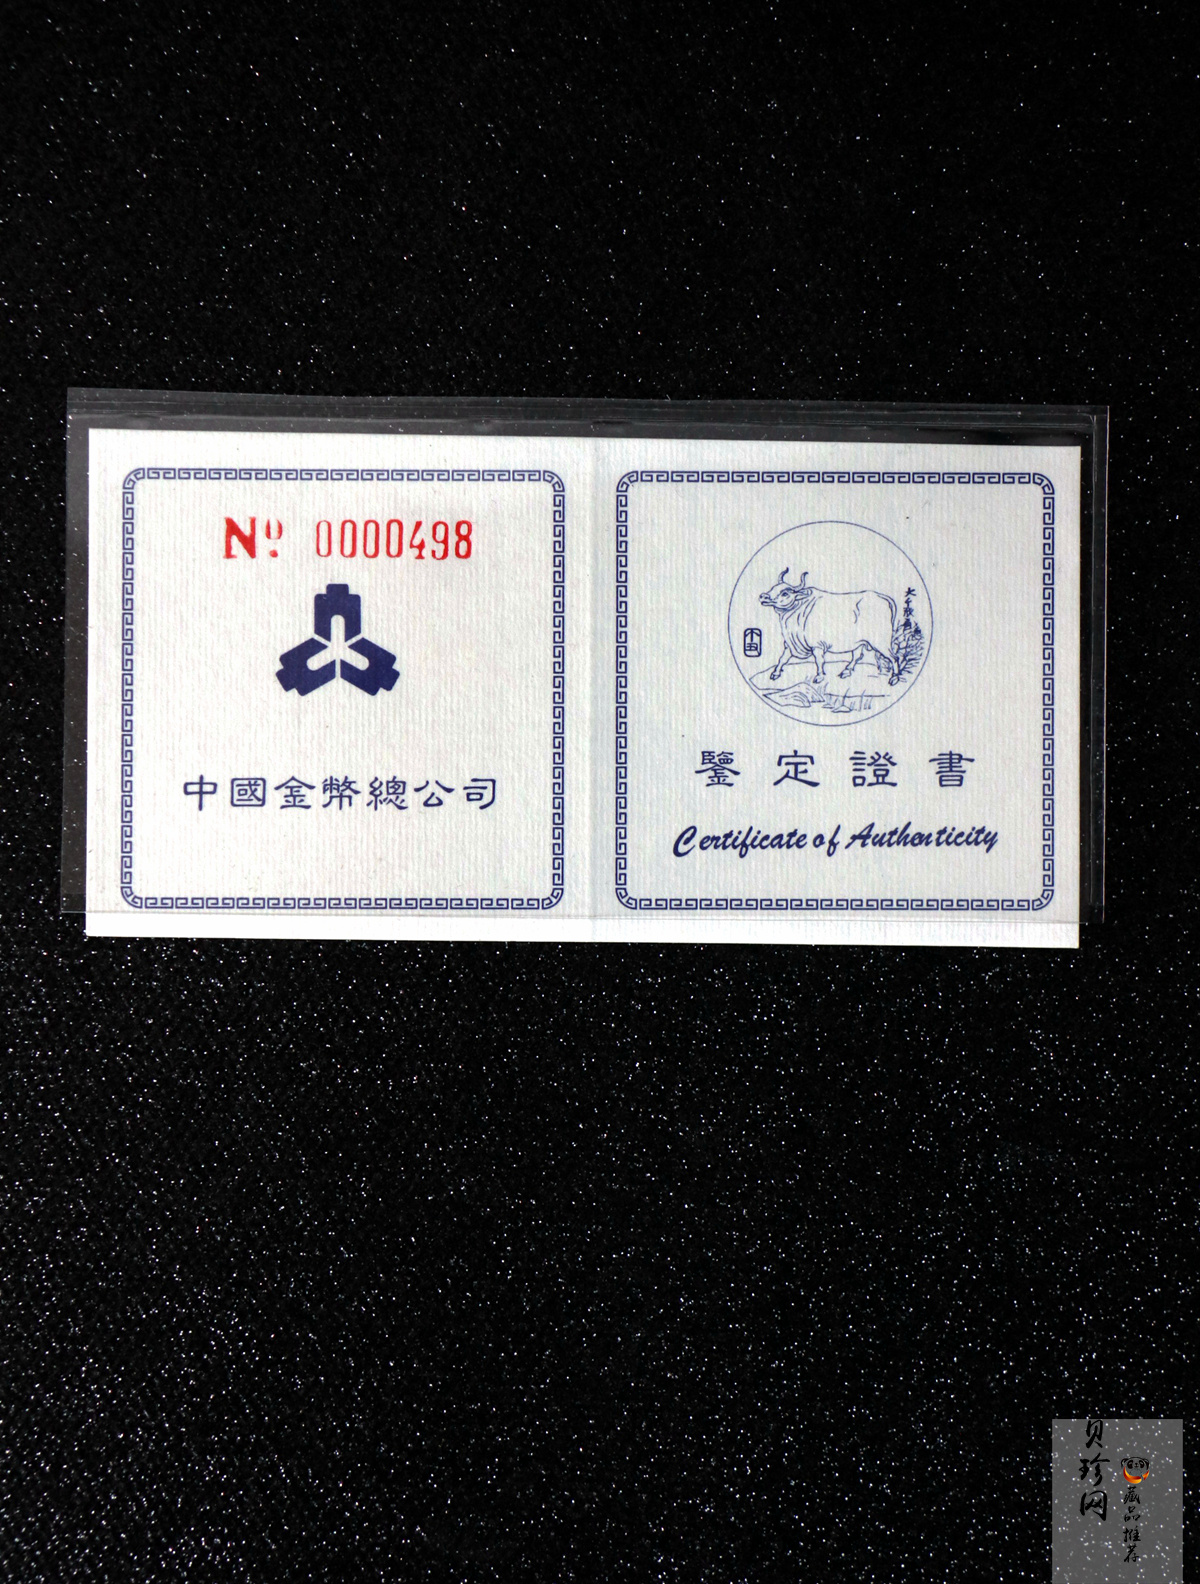 Nº 0000498
中國金幣總公司
鑒定證書
Certificate of Authenticity
贝珍网
藏品推荐